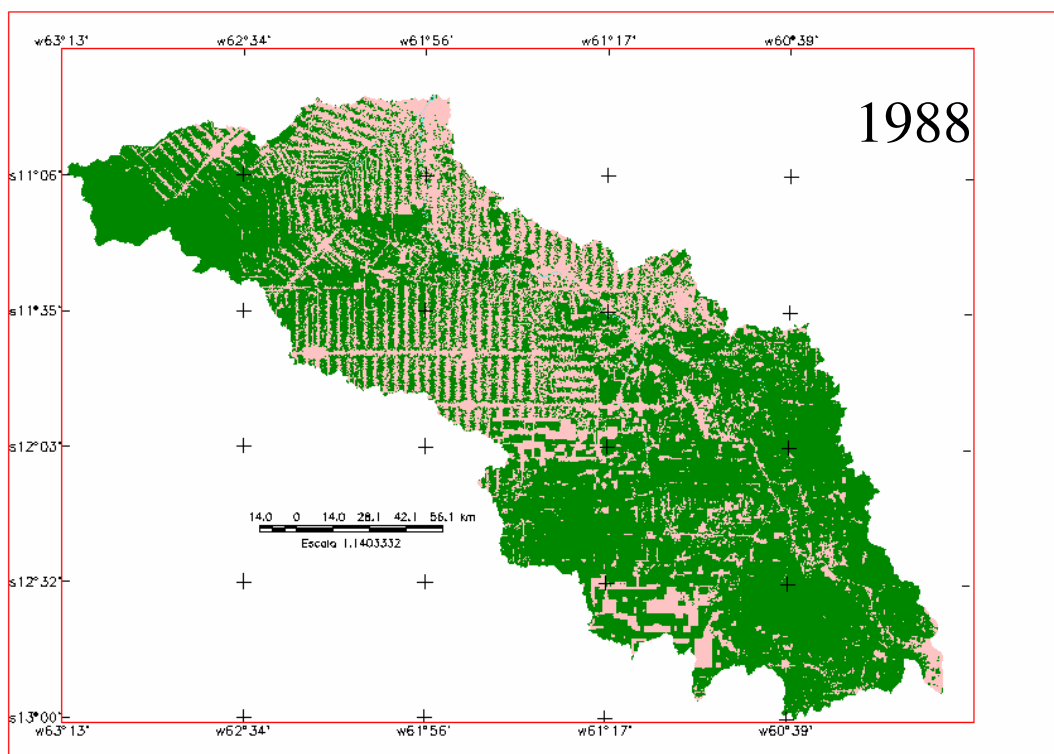 w63°13' w62°34' w61°56' w61°17' w60°39'
1988
s11°06'
s11°35'
s12°03'
14.0 0 14.0 28.1 42.1 56.1 km
Escala 1.1403332
s12°32'
s13°00'
w63°13' w62°34' w61°56' w61°17' w60°39'